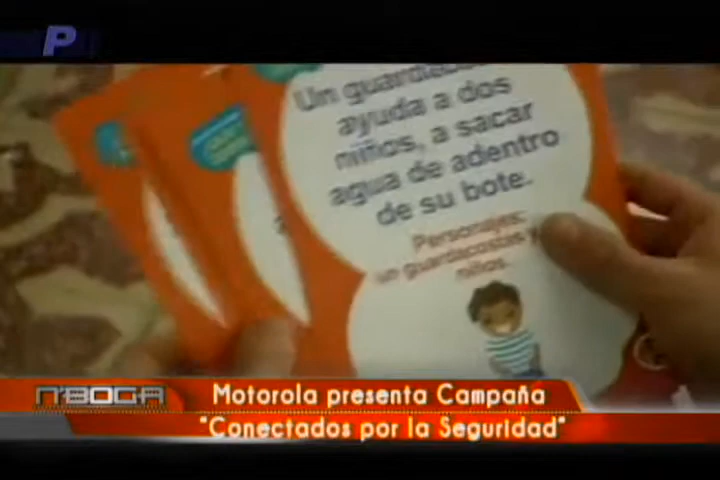 P
Un guardacostas
ayuda a dos
niños, a sacar
agua de adentro
de su bote.
Personajes:
un guardacostas y
niños.
N'BOGA
Motorola presenta Campaña
"Conectados por la Seguridad"